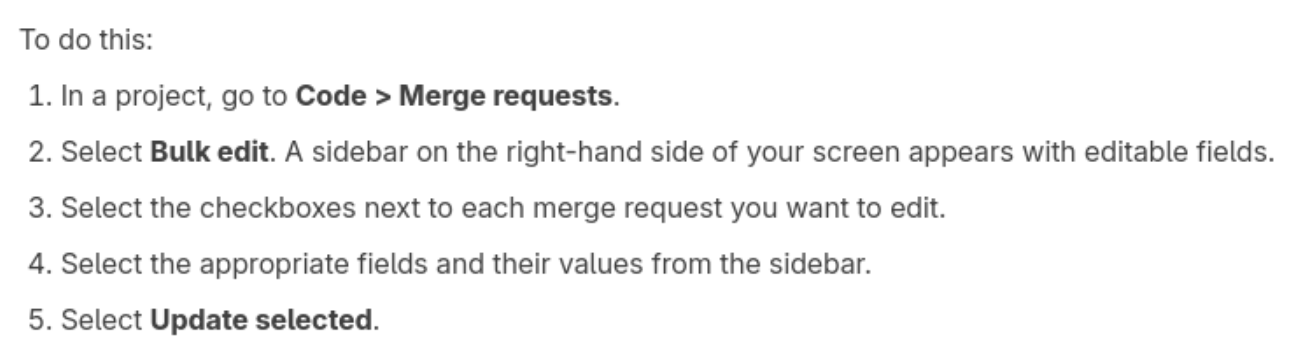 To do this:
1. In a project, go to Code > Merge requests.
2. Select Bulk edit. A sidebar on the right-hand side of your screen appears with editable fields.
3. Select the checkboxes next to each merge request you want to edit.
4. Select the appropriate fields and their values from the sidebar.
5. Select Update selected.